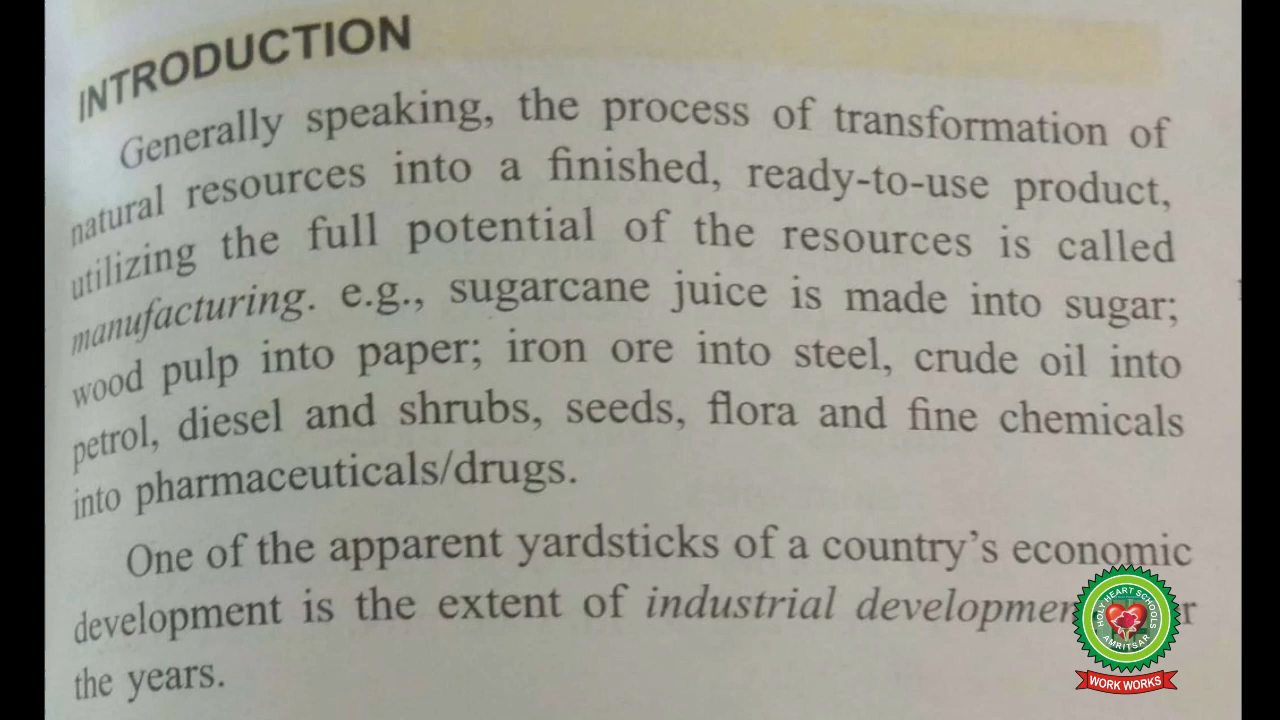 INTRODUCTION
Generally speaking, the process of transformation of
natural resources into a finished, ready-to-use product,
utilizing the full potential of the resources is called
manufacturing. e.g., sugarcane juice is made into sugar;
wood pulp into paper; iron ore into steel, crude oil into
petrol, diesel and shrubs, seeds, flora and fine chemicals
into pharmaceuticals/drugs.
One of the apparent yardsticks of a country's economic
development is the extent of industrial
the years.
HOLY HEART SCHOOLS
AMRITSAR
WORK WORKS